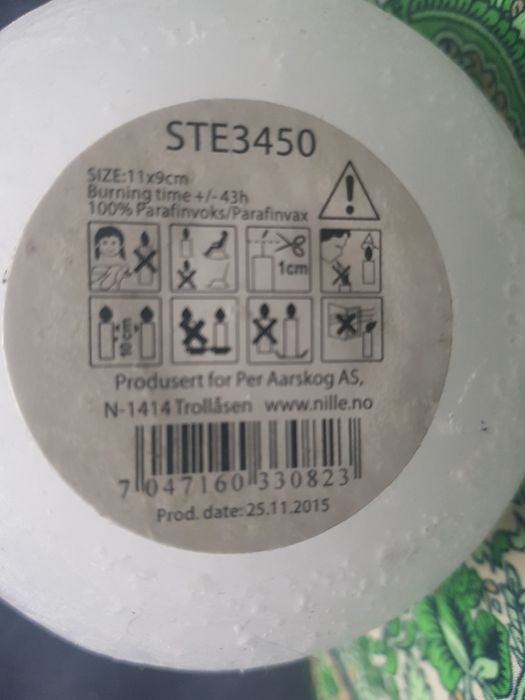 STE3450
SIZE:11x9cm
Burning time +/- 43h
100% Parafinvoks/Parafinvax
1cm
Produsert for Per Aarskog AS,
N-1414 Trollåsen www.nille.no
7 047160 330823
Prod. date: 25.11.2015